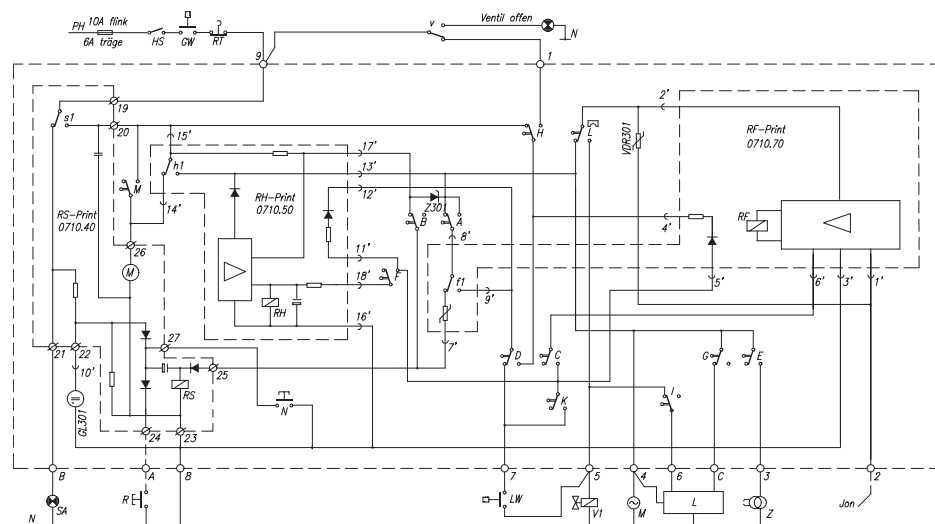 PH 10A flink
6A träge
HS
GW
RT
v
Ventil offen
N
9
1
s1
19
20
15'
17'
H
L
2'
VDR301
RF-Print
0710.70
h1
13'
12'
M
RS-Print
0710.40
14'
RH-Print
0710.50
Z301
B
A
8'
4'
RF
26
M
11'
18'
F
f1
9'
5'
6'
3'
1'
RH
16'
7'
21
22
27
25
10'
RS
N
D
C
G
E
K
I
GL301
24
23
B
A
8
7
5
4
6
C
3
2
N
SA
R
LW
V1
M
L
Z
Jon